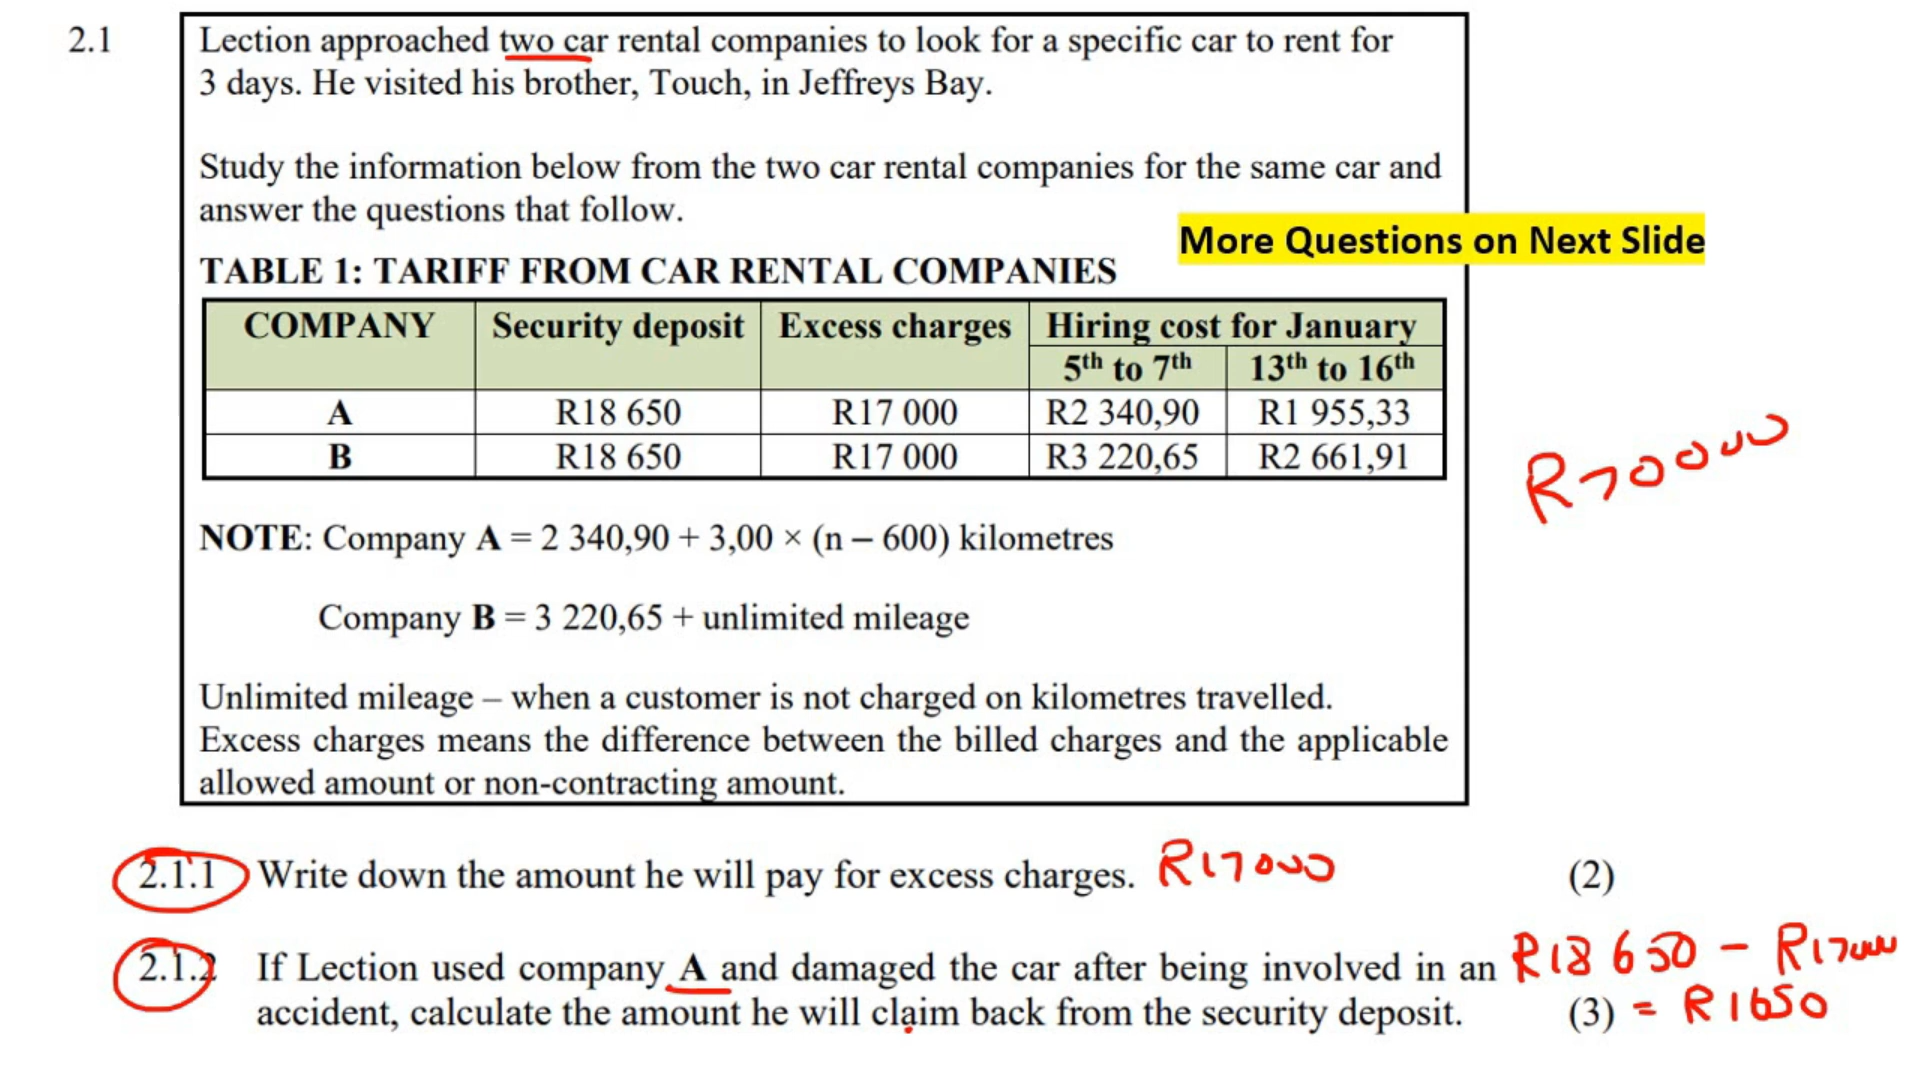 2.1 Lection approached two car rental companies to look for a specific car to rent for
3 days. He visited his brother, Touch, in Jeffreys Bay.
Study the information below from the two car rental companies for the same car and
answer the questions that follow.
More Questions on Next Slide
TABLE 1: TARIFF FROM CAR RENTAL COMPANIES
COMPANY Security deposit Excess charges Hiring cost for January
5th to 7th 13th to 16th
A R18 650 R17 000 R2 340,90 R1 955,33
B R18 650 R17 000 R3 220,65 R2 661,91
R70000
NOTE: Company A = 2 340,90 + 3,00 × (n – 600) kilometres
Company B = 3 220,65 + unlimited mileage
Unlimited mileage – when a customer is not charged on kilometres travelled.
Excess charges means the difference between the billed charges and the applicable
allowed amount or non-contracting amount.
2.1.1 Write down the amount he will pay for excess charges. R17000 (2)
2.1.2 If Lection used company A and damaged the car after being involved in an R18 650 – R17000
accident, calculate the amount he will claim back from the security deposit. (3) = R1650